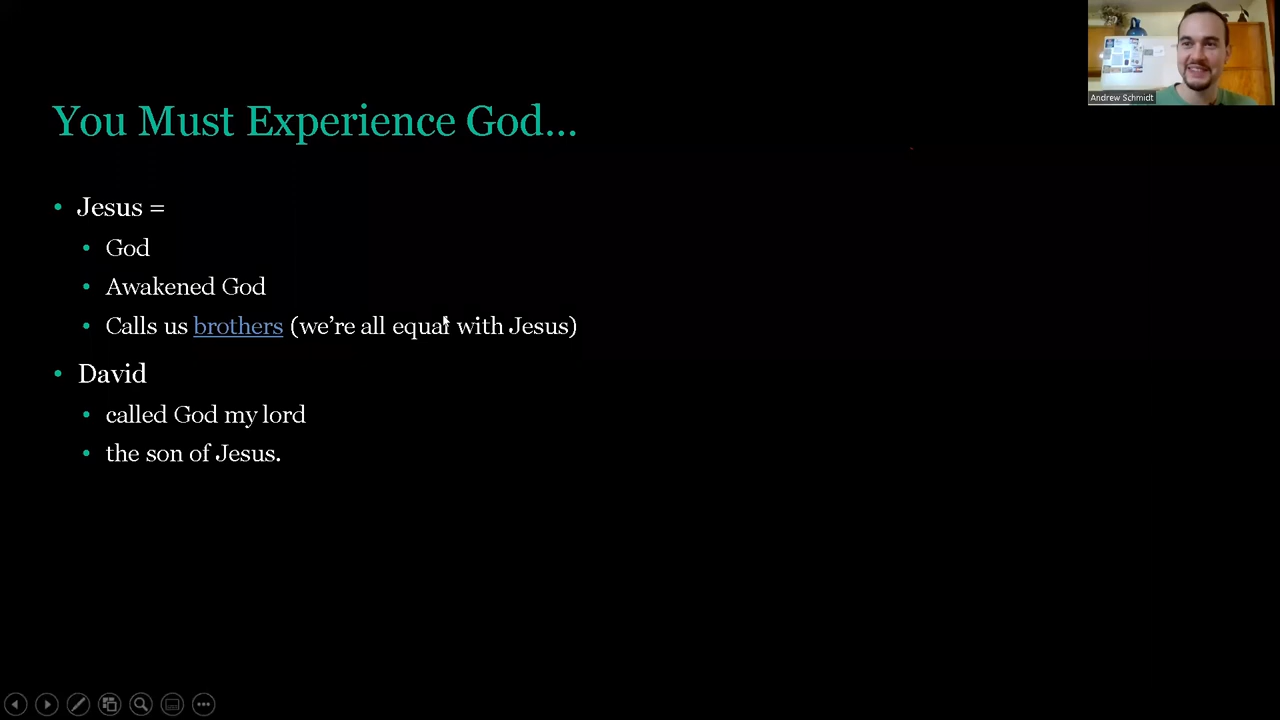 Andrew Schmidt
You Must Experience God...
• Jesus =
• God
• Awakened God
• Calls us brothers (we're all equal with Jesus)
• David
• called God my lord
• the son of Jesus.